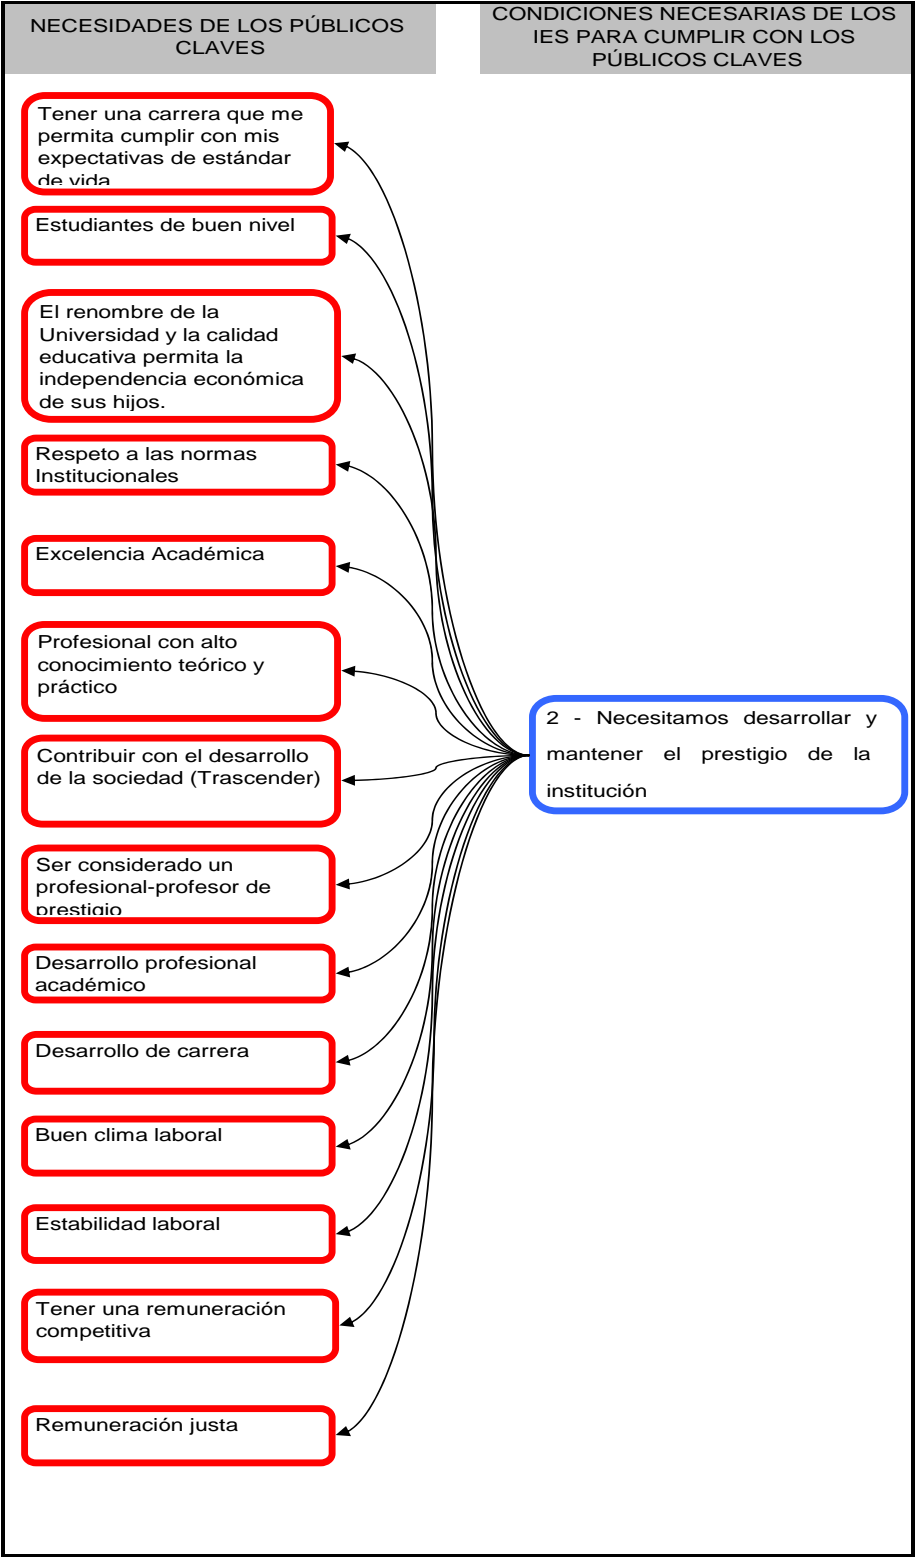 NECESIDADES DE LOS PÚBLICOS
CLAVES
CONDICIONES NECESARIAS DE LOS
IES PARA CUMPLIR CON LOS
PÚBLICOS CLAVES
Tener una carrera que me
permita cumplir con mis
expectativas de estándar
de vida
Estudiantes de buen nivel
El renombre de la
Universidad y la calidad
educativa permita la
independencia económica
de sus hijos.
Respeto a las normas
Institucionales
Excelencia Académica
Profesional con alto
conocimiento teórico y
práctico
2 - Necesitamos desarrollar y
mantener el prestigio de la
institución
Contribuir con el desarrollo
de la sociedad (Trascender)
Ser considerado un
profesional-profesor de
prestigio
Desarrollo profesional
académico
Desarrollo de carrera
Buen clima laboral
Estabilidad laboral
Tener una remuneración
competitiva
Remuneración justa